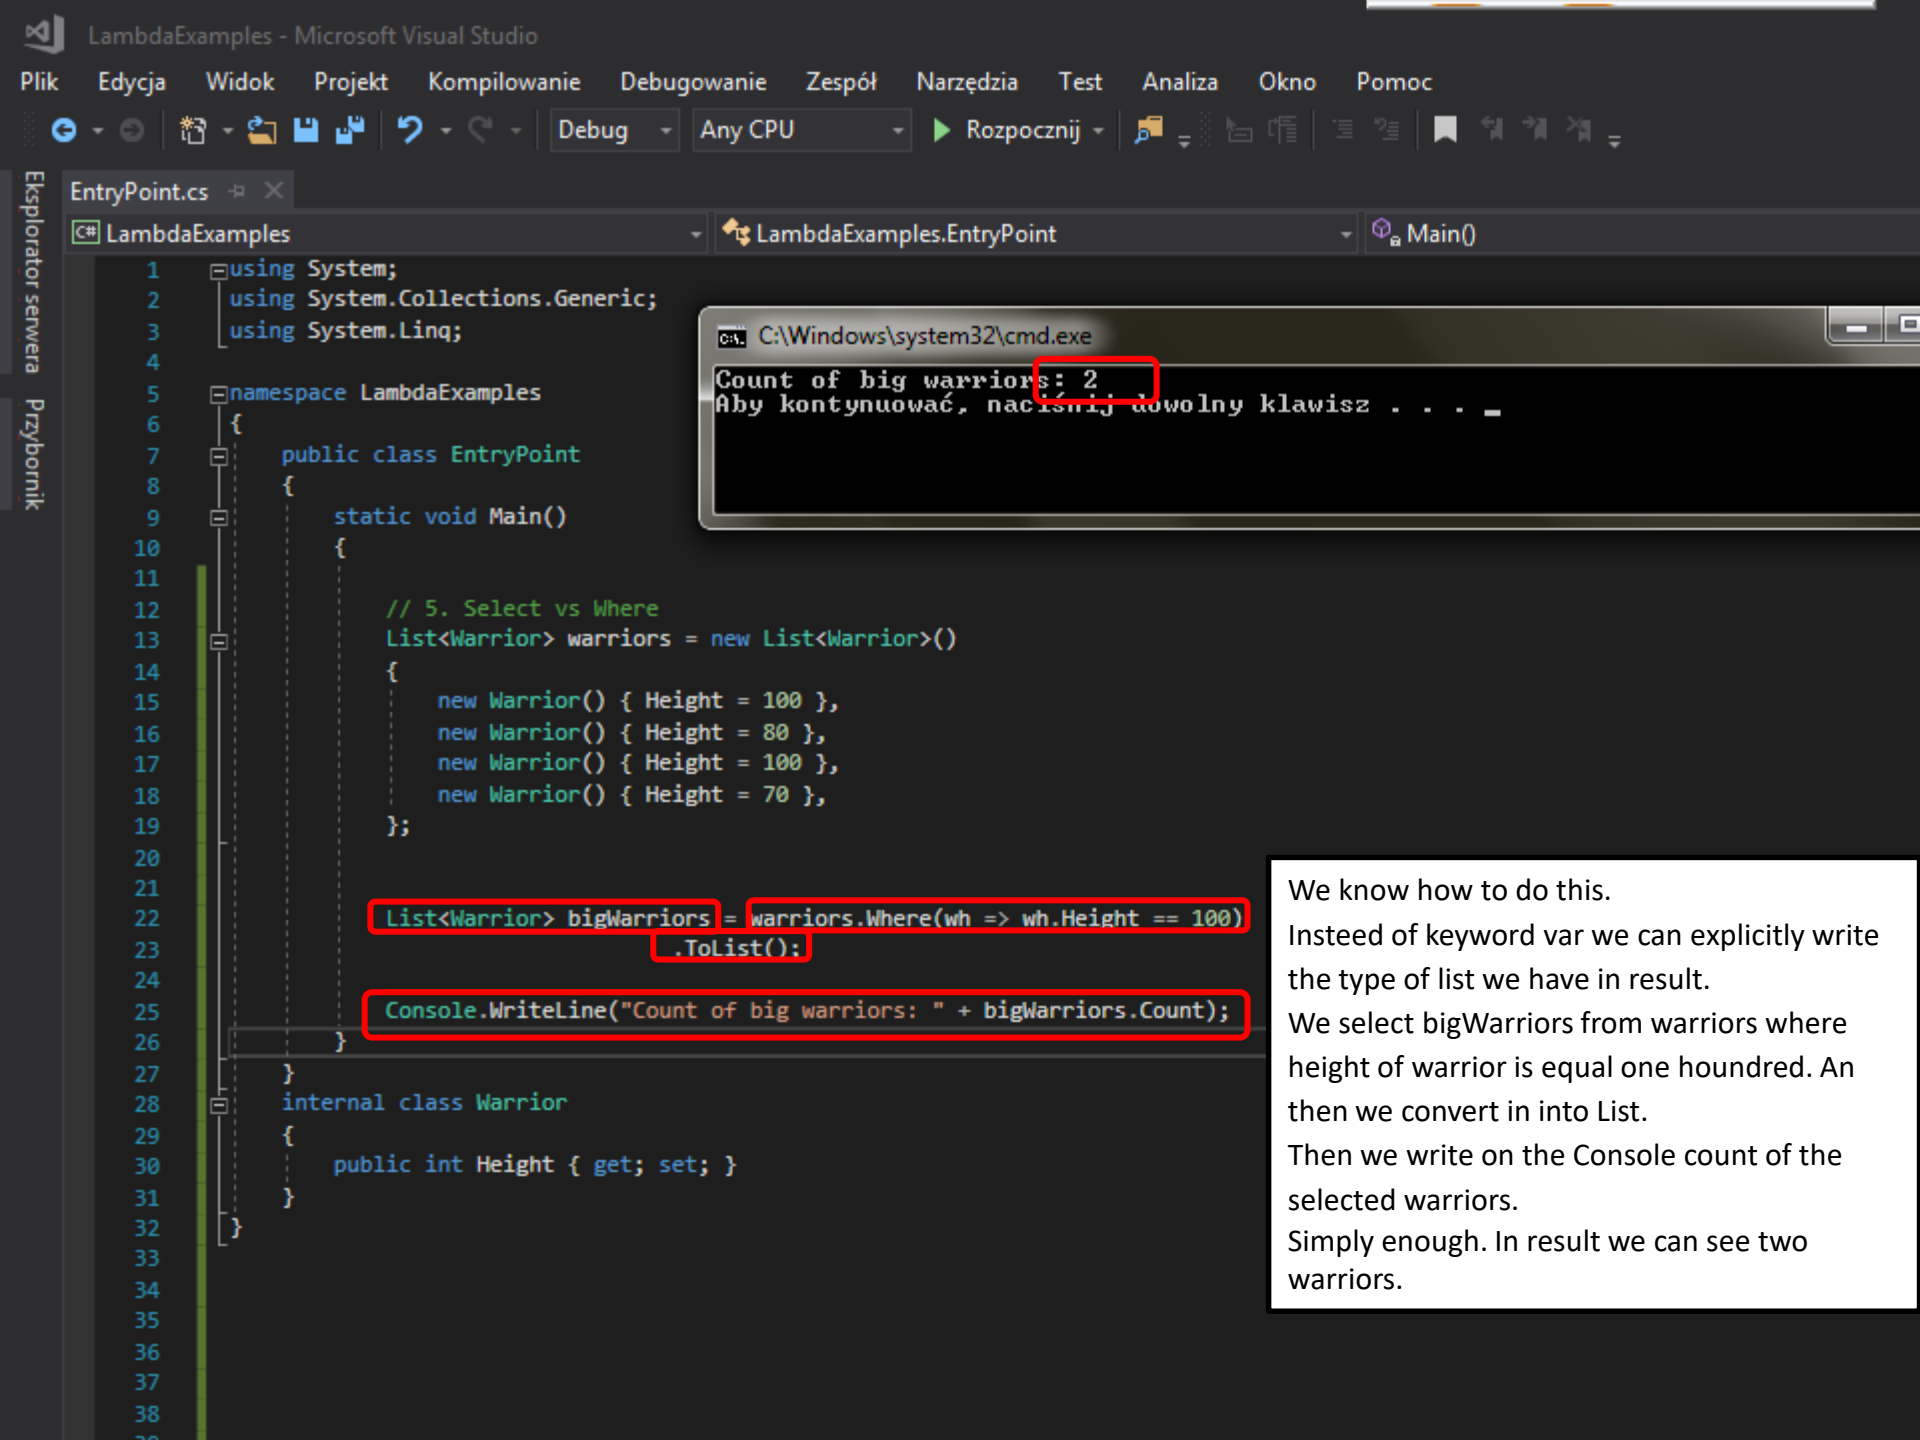 LambdaExamples - Microsoft Visual Studio
Plik Edycja Widok Projekt Kompilowanie Debugowanie Zespół Narzędzia Test Analiza Okno Pomoc
Debug Any CPU Rozpocznij
Eksplorator serwera
Przybornik
EntryPoint.cs
C# LambdaExamples LambdaExamples.EntryPoint Main()
1 using System;
2 using System.Collections.Generic;
3 using System.Linq;
4
5 namespace LambdaExamples
6 {
7 public class EntryPoint
8 {
9 static void Main()
10 {
11
12 // 5. Select vs Where
13 List<Warrior> warriors = new List<Warrior>()
14 {
15 new Warrior() { Height = 100 },
16 new Warrior() { Height = 80 },
17 new Warrior() { Height = 100 },
18 new Warrior() { Height = 70 },
19 };
20
21
22 List<Warrior> bigWarriors = warriors.Where(wh => wh.Height == 100)
23 .ToList();
24
25 Console.WriteLine("Count of big warriors: " + bigWarriors.Count);
26 }
27 }
28 internal class Warrior
29 {
30 public int Height { get; set; }
31 }
32 }
33
34
35
36
37
38
C:\Windows\system32\cmd.exe
Count of big warriors: 2
Aby kontynuować, naciśnij dowolny klawisz . . . _
We know how to do this.
Insteed of keyword var we can explicitly write
the type of list we have in result.
We select bigWarriors from warriors where
height of warrior is equal one houndred. An
then we convert in into List.
Then we write on the Console count of the
selected warriors.
Simply enough. In result we can see two
warriors.